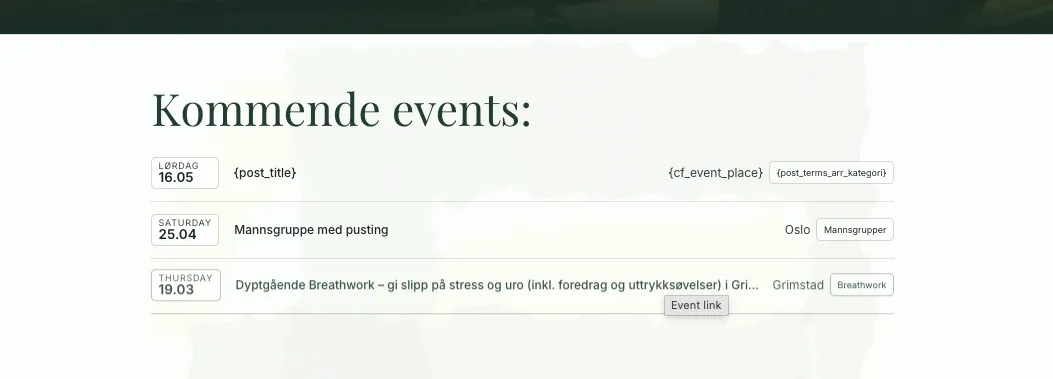 Kommende events:
LØRDAG
16.05
{post_title}
{cf_event_place}
{post_terms_arr_kategori}
SATURDAY
25.04
Mannsgruppe med pusting
Oslo
Mannsgrupper
THURSDAY
19.03
Dyptgående Breathwork – gi slipp på stress og uro (inkl. foredrag og uttrykksøvelser) i Gri...
Grimstad
Breathwork
Event link